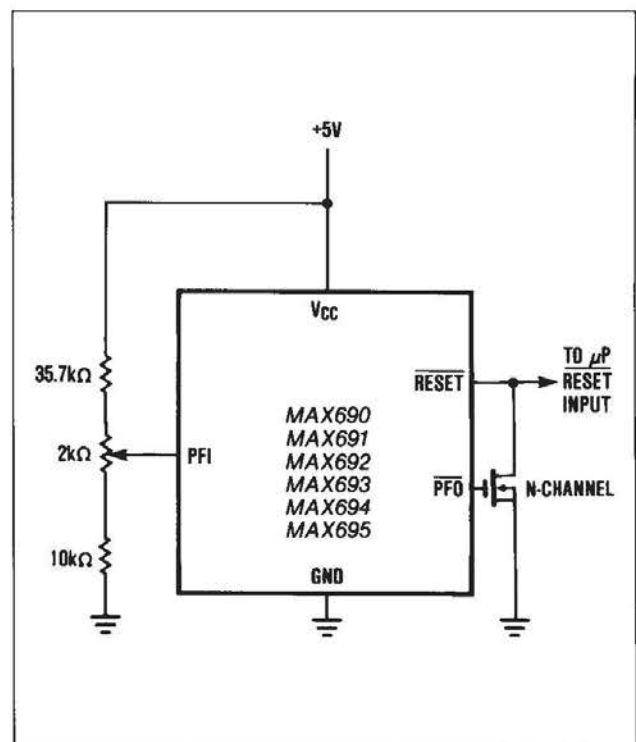 +5V
VCC
35.7kΩ
2kΩ
10kΩ
PFI
MAX690
MAX691
MAX692
MAX693
MAX694
MAX695
GND
RESET
PFO
TO µP
RESET
INPUT
N-CHANNEL